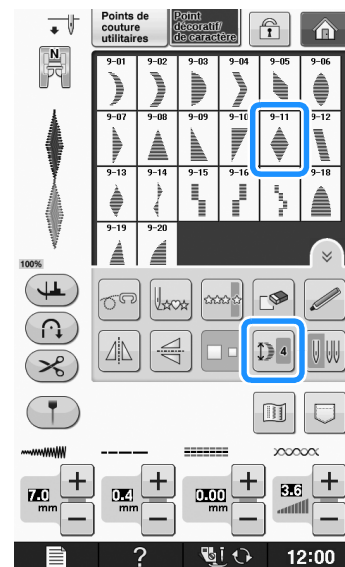 Points de
couture
utilitaires
Point
décoratif/
de caractère
N
9-01 9-02 9-03 9-04 9-05 9-06
9-07 9-08 9-09 9-10 9-11 9-12
9-13 9-14 9-15 9-16 9-18
9-19 9-20
100%
4
7.0
mm
0.4
mm
0.00
mm
3.6
?
12:00